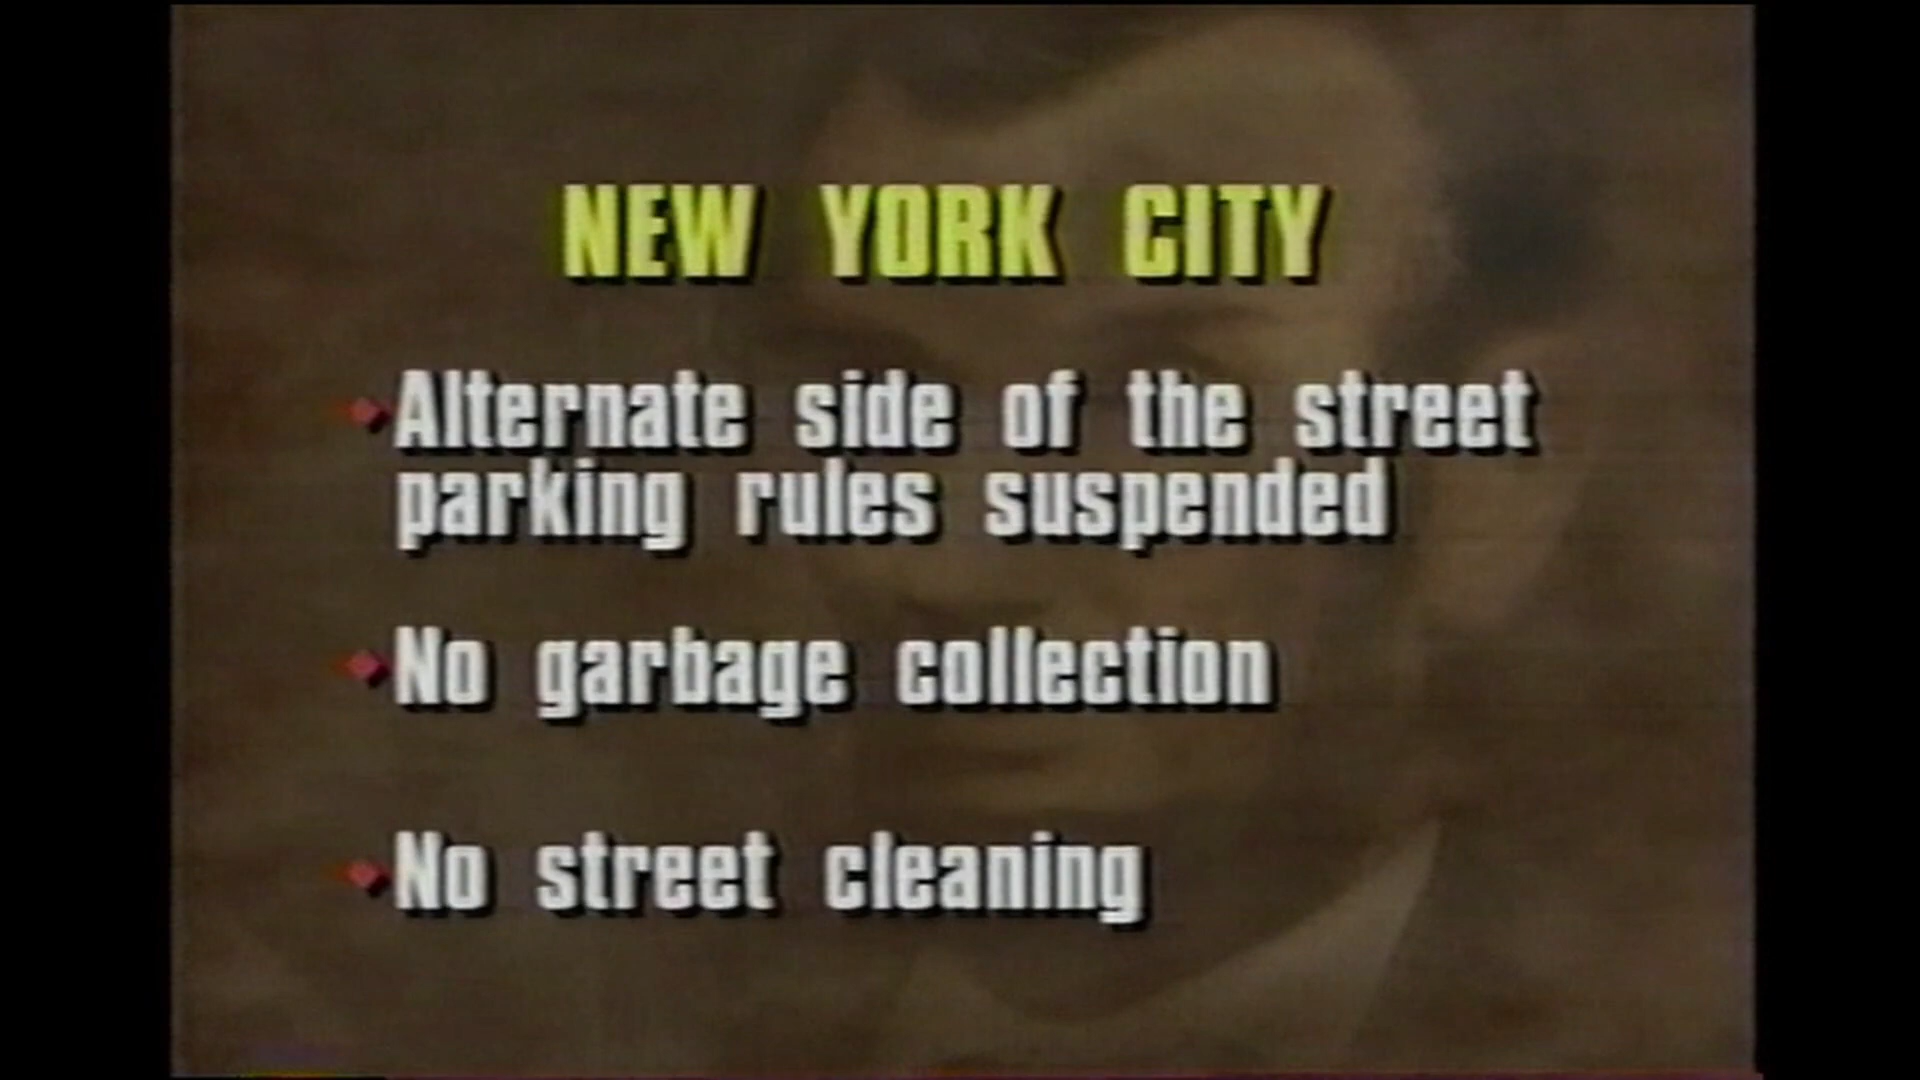 NEW YORK CITY
Alternate side of the street
parking rules suspended
No garbage collection
No street cleaning